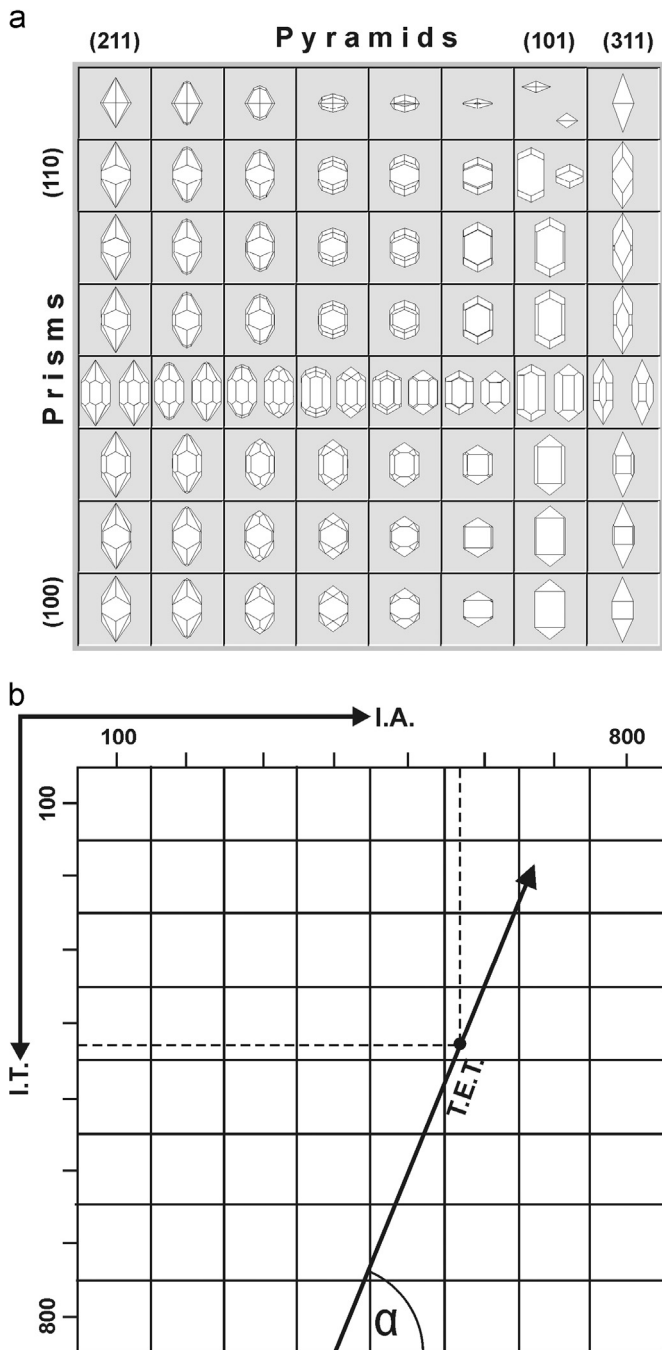 a
(211) Pyramids (101) (311)
(110)
Prisms
(100)
b
I.A.
100 800
100
I.T.
T.E.T.
α
800